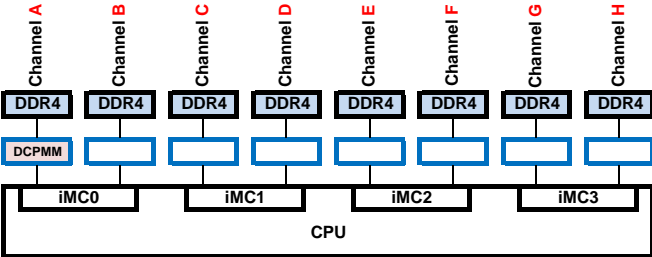 Channel A
Channel B
Channel C
Channel D
Channel E
Channel F
Channel G
Channel H
DDR4 DDR4 DDR4 DDR4 DDR4 DDR4 DDR4 DDR4
DCPMM
iMC0 iMC1 iMC2 iMC3
CPU